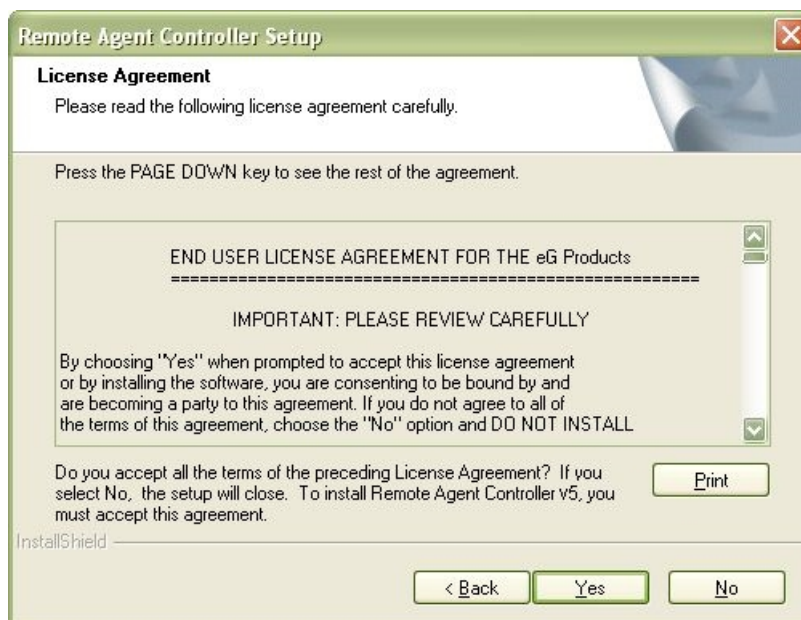 Remote Agent Controller Setup
License Agreement
Please read the following license agreement carefully.
Press the PAGE DOWN key to see the rest of the agreement.
END USER LICENSE AGREEMENT FOR THE eG Products
=======================================================
IMPORTANT: PLEASE REVIEW CAREFULLY
By choosing "Yes" when prompted to accept this license agreement
or by installing the software, you are consenting to be bound by and
are becoming a party to this agreement. If you do not agree to all of
the terms of this agreement, choose the "No" option and DO NOT INSTALL
Do you accept all the terms of the preceding License Agreement? If you
select No, the setup will close. To install Remote Agent Controller v5, you
must accept this agreement.
Print
InstallShield
< Back
Yes
No